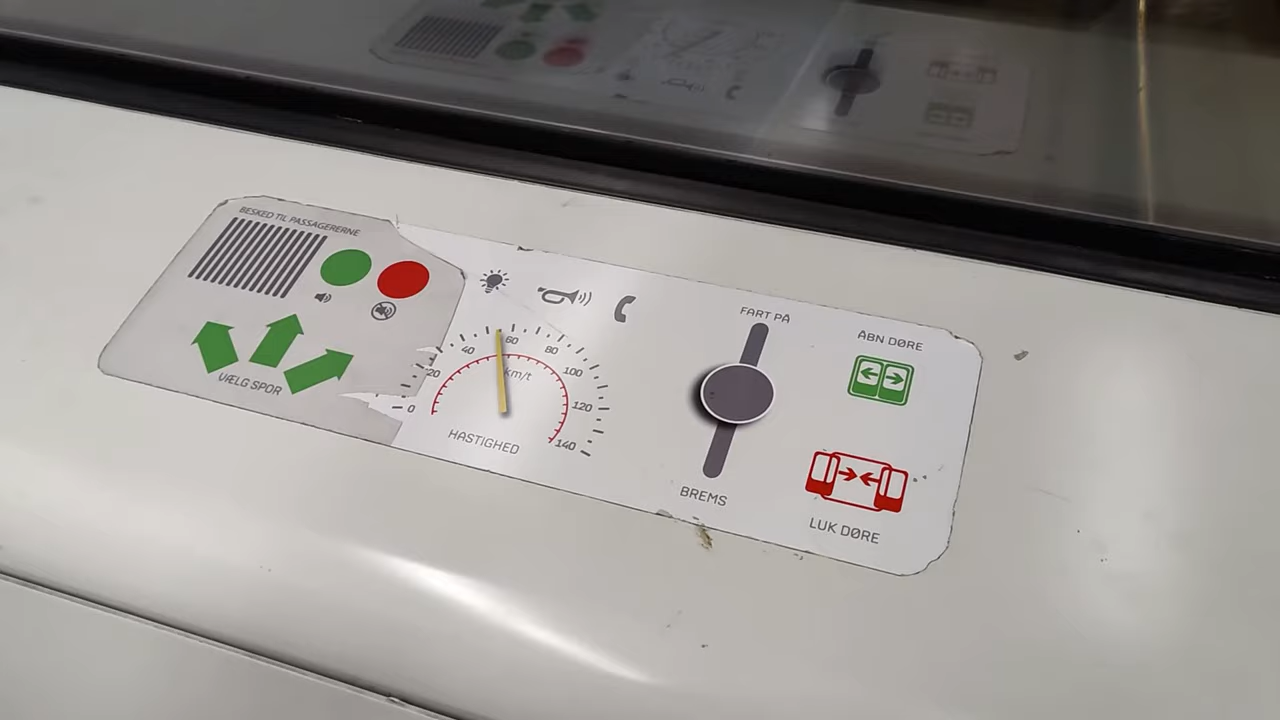 BESKED TIL PASSAGERERNE
VÆLG SPOR
0
20
40
60
80
100
120
140
km/t
HASTIGHED
FART PÅ
BREMS
ÅBN DØRE
LUK DØRE